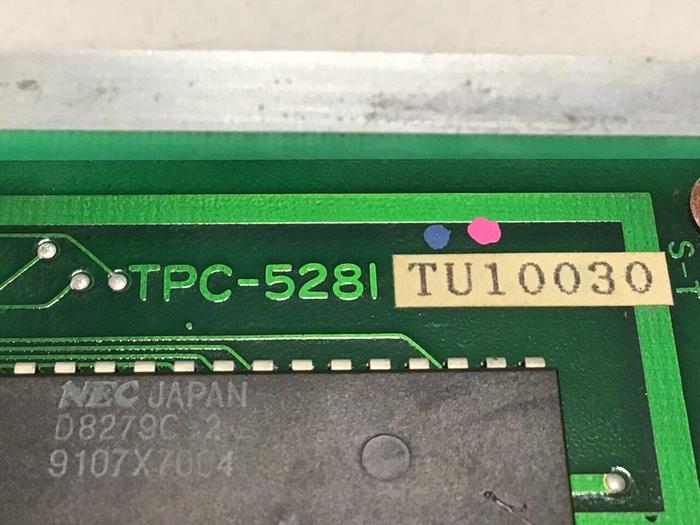 TPC-5281 TU10030
S-T
NEC JAPAN
D8279C-2
9107X7004